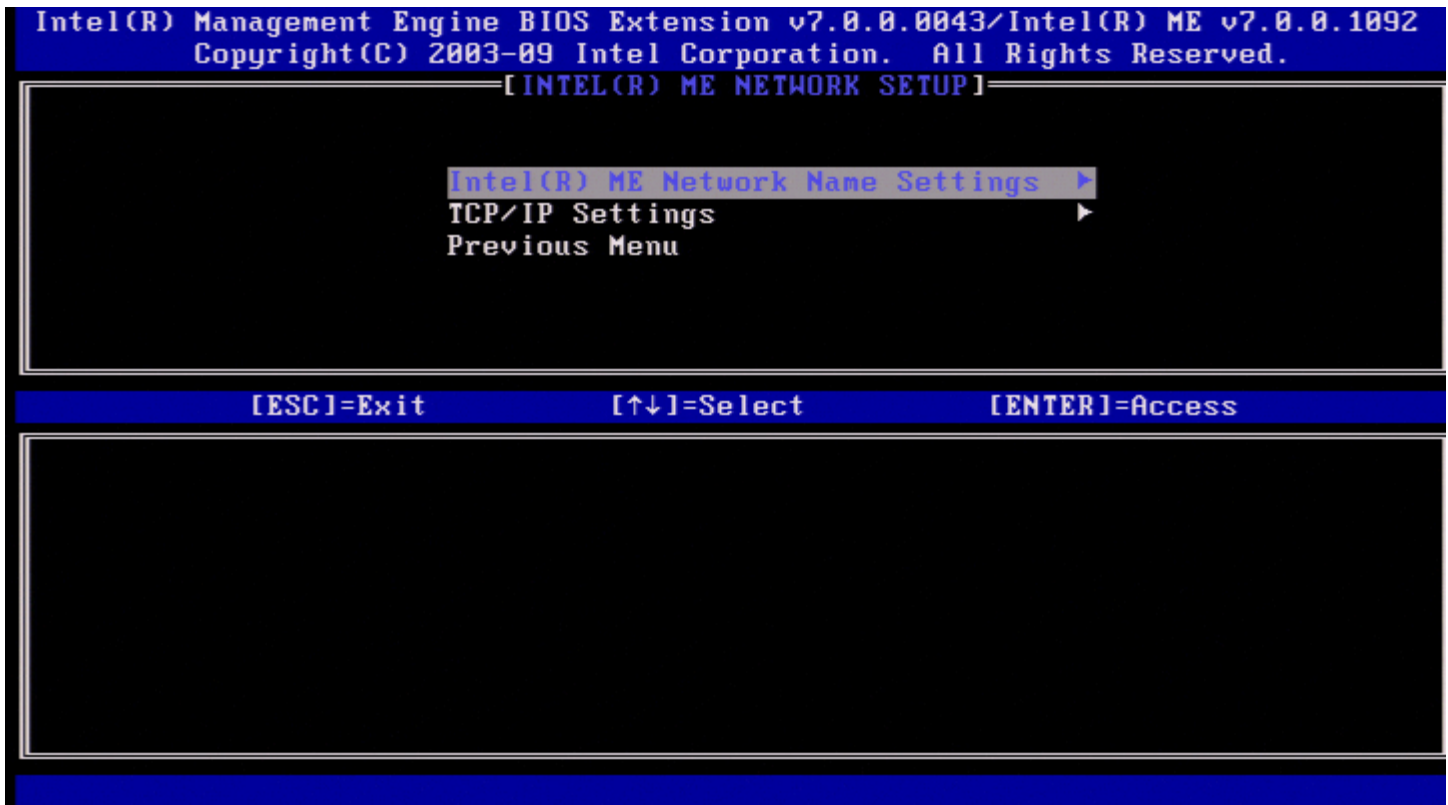 Intel(R) Management Engine BIOS Extension v7.0.0.0043/Intel(R) ME v7.0.0.1092
Copyright(C) 2003-09 Intel Corporation. All Rights Reserved.
[INTEL(R) ME NETWORK SETUP]
Intel(R) ME Network Name Settings ►
TCP/IP Settings ►
Previous Menu
[ESC]=Exit [↑↓]=Select [ENTER]=Access